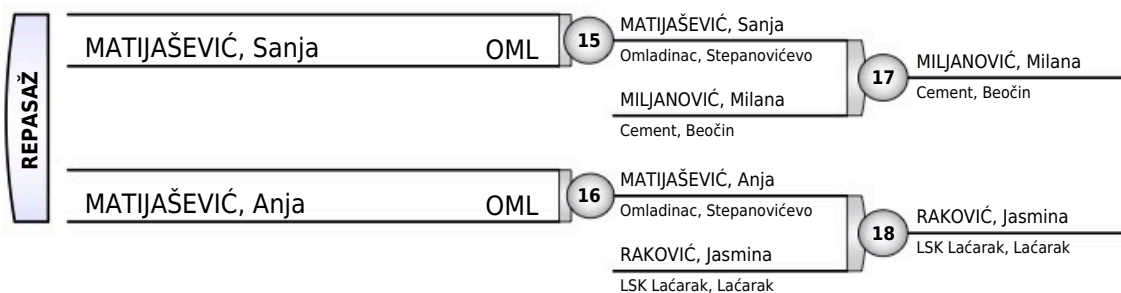 REPASAŽ
MATIJAŠEVIĆ, Sanja OML
15
MATIJAŠEVIĆ, Sanja
Omladinac, Stepanovićevo
MILJANOVIĆ, Milana
Cement, Beočin
17
MILJANOVIĆ, Milana
Cement, Beočin
MATIJAŠEVIĆ, Anja OML
16
MATIJAŠEVIĆ, Anja
Omladinac, Stepanovićevo
RAKOVIĆ, Jasmina
LSK Laćarak, Laćarak
18
RAKOVIĆ, Jasmina
LSK Laćarak, Laćarak